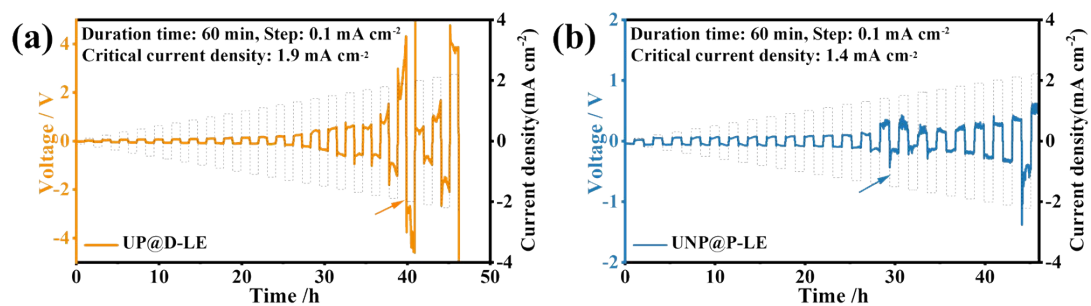 (a)
Duration time: 60 min, Step: 0.1 mA cm⁻²
Critical current density: 1.9 mA cm⁻²
Voltage / V
4
2
0
-2
-4
4
2
0
-2
-4
Current density(mA cm⁻²)
UP@D-LE
0 10 20 30 40 50
Time /h
(b)
Duration time: 60 min, Step: 0.1 mA cm⁻²
Critical current density: 1.4 mA cm⁻²
Voltage / V
2
1
0
-1
-2
4
2
0
-2
-4
Current density(mA cm⁻²)
UNP@P-LE
0 10 20 30 40
Time /h